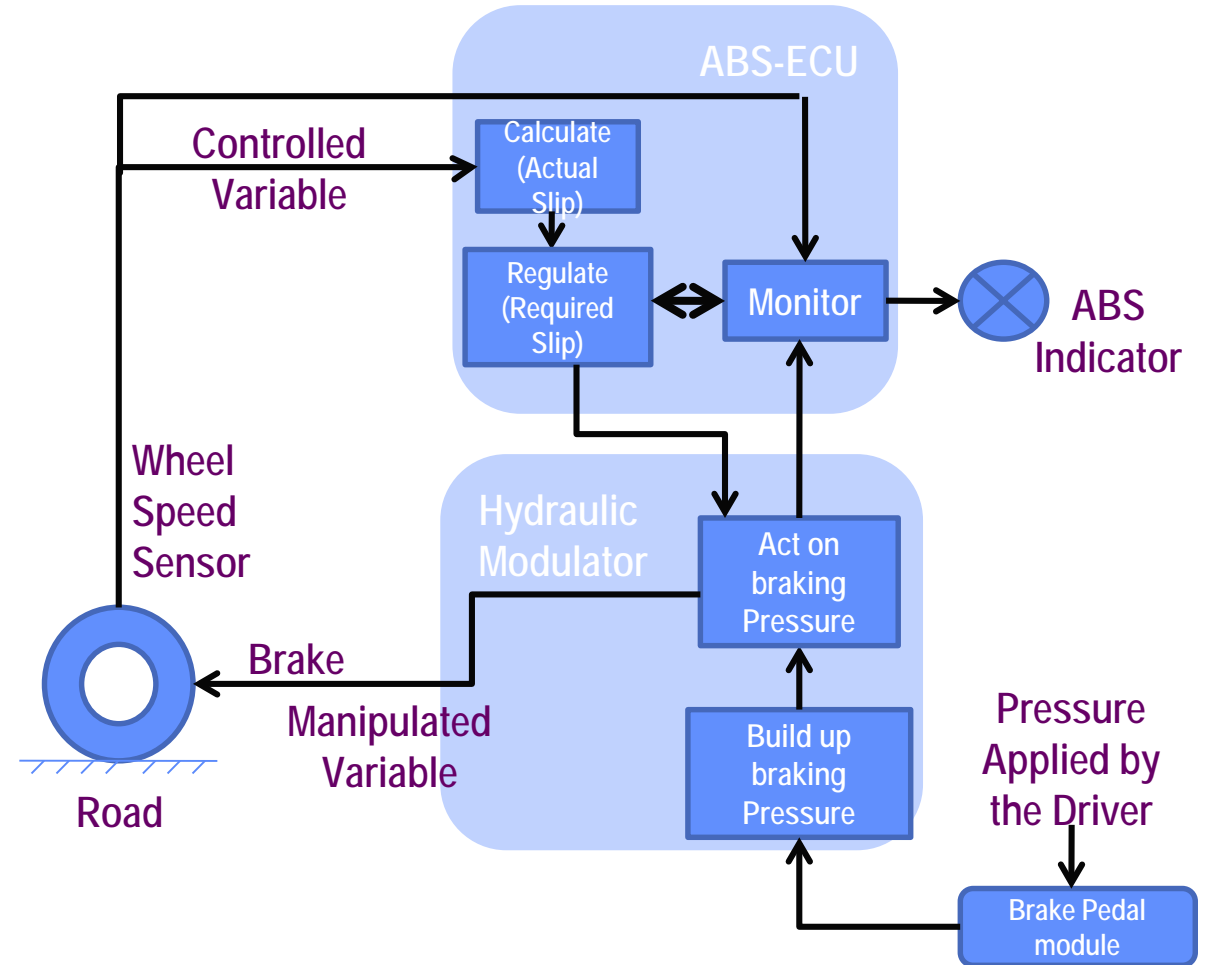 ABS-ECU
Controlled
Variable
Calculate
(Actual
Slip)
Regulate
(Required
Slip)
Monitor
ABS
Indicator
Wheel
Speed
Sensor
Hydraulic
Modulator
Act on
braking
Pressure
Brake
Manipulated
Variable
Road
Build up
braking
Pressure
Pressure
Applied by
the Driver
Brake Pedal
module